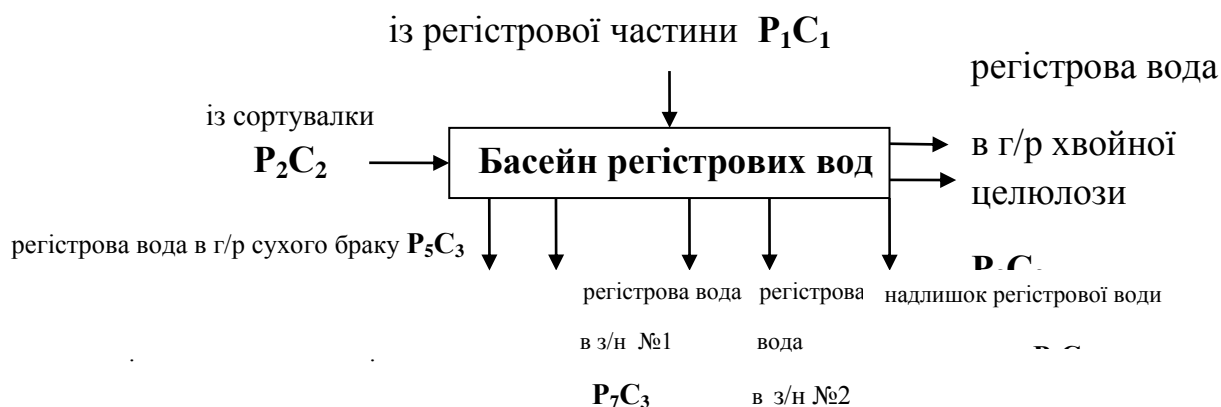 із регістрової частини P₁C₁
регістрова вода
із сортувалки
P₂C₂
Басейн регістрових вод
в г/р хвойної
целюлози
регістрова вода в г/р сухого браку P₅C₃
регістрова вода
в з/н №1
P₇C₃
регістрова
вода
в з/н №2
надлишок регістрової води